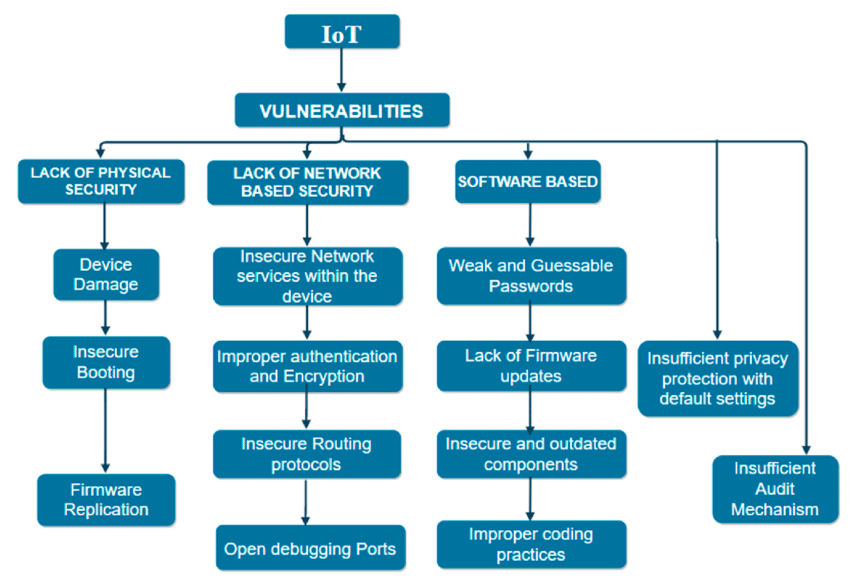 IoT
VULNERABILITIES
LACK OF PHYSICAL
SECURITY
LACK OF NETWORK
BASED SECURITY
SOFTWARE BASED
Device
Damage
Insecure
Booting
Firmware
Replication
Insecure Network
services within the
device
Improper authentication
and Encryption
Insecure Routing
protocols
Open debugging Ports
Weak and Guessable
Passwords
Lack of Firmware
updates
Insecure and outdated
components
Improper coding
practices
Insufficient privacy
protection with
default settings
Insufficient
Audit
Mechanism